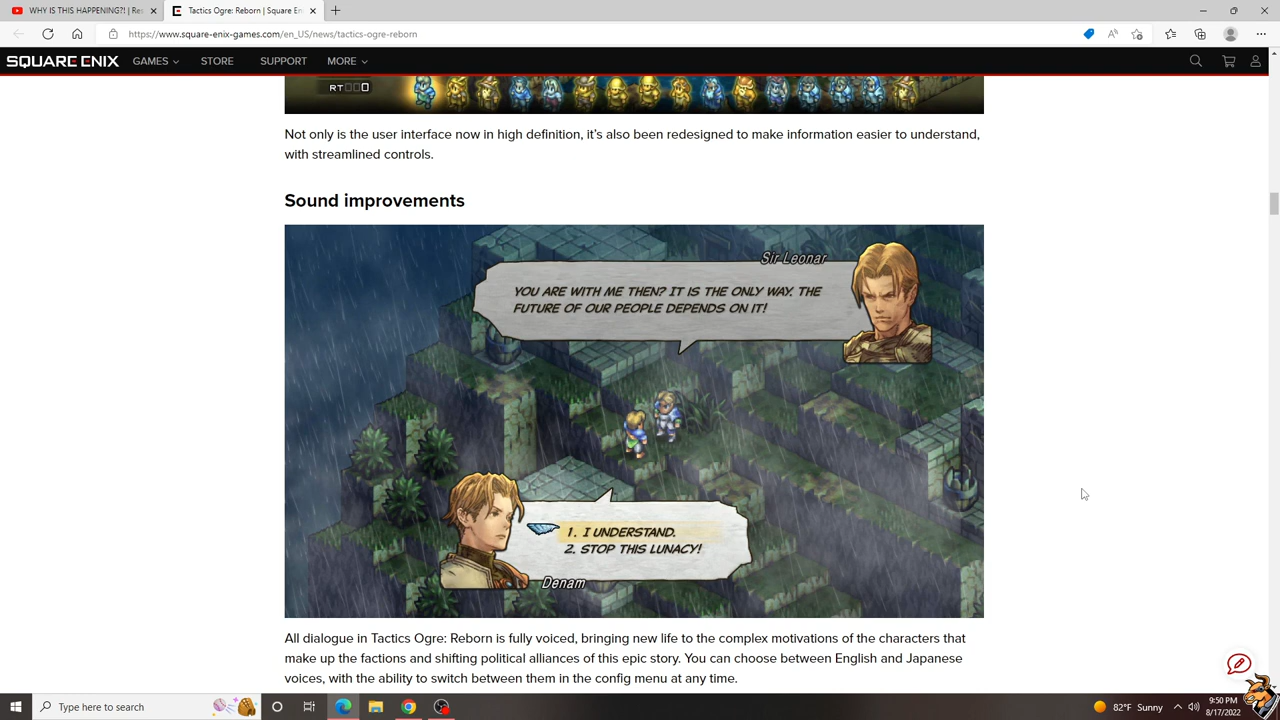 WHY IS THIS HAPPENING?! | Res
Tactics Ogre: Reborn | Square En
https://www.square-enix-games.com/en_US/news/tactics-ogre-reborn
SQUARE ENIX
GAMES
STORE
SUPPORT
MORE
RT 0
Not only is the user interface now in high definition, it's also been redesigned to make information easier to understand,
with streamlined controls.
Sound improvements
Sir Leonar
YOU ARE WITH ME THEN? IT IS THE ONLY WAY. THE
FUTURE OF OUR PEOPLE DEPENDS ON IT!
1. I UNDERSTAND.
2. STOP THIS LUNACY!
Denam
All dialogue in Tactics Ogre: Reborn is fully voiced, bringing new life to the complex motivations of the characters that
make up the factions and shifting political alliances of this epic story. You can choose between English and Japanese
voices, with the ability to switch between them in the config menu at any time.
Type here to search
82°F Sunny
9:50 PM
8/17/2022